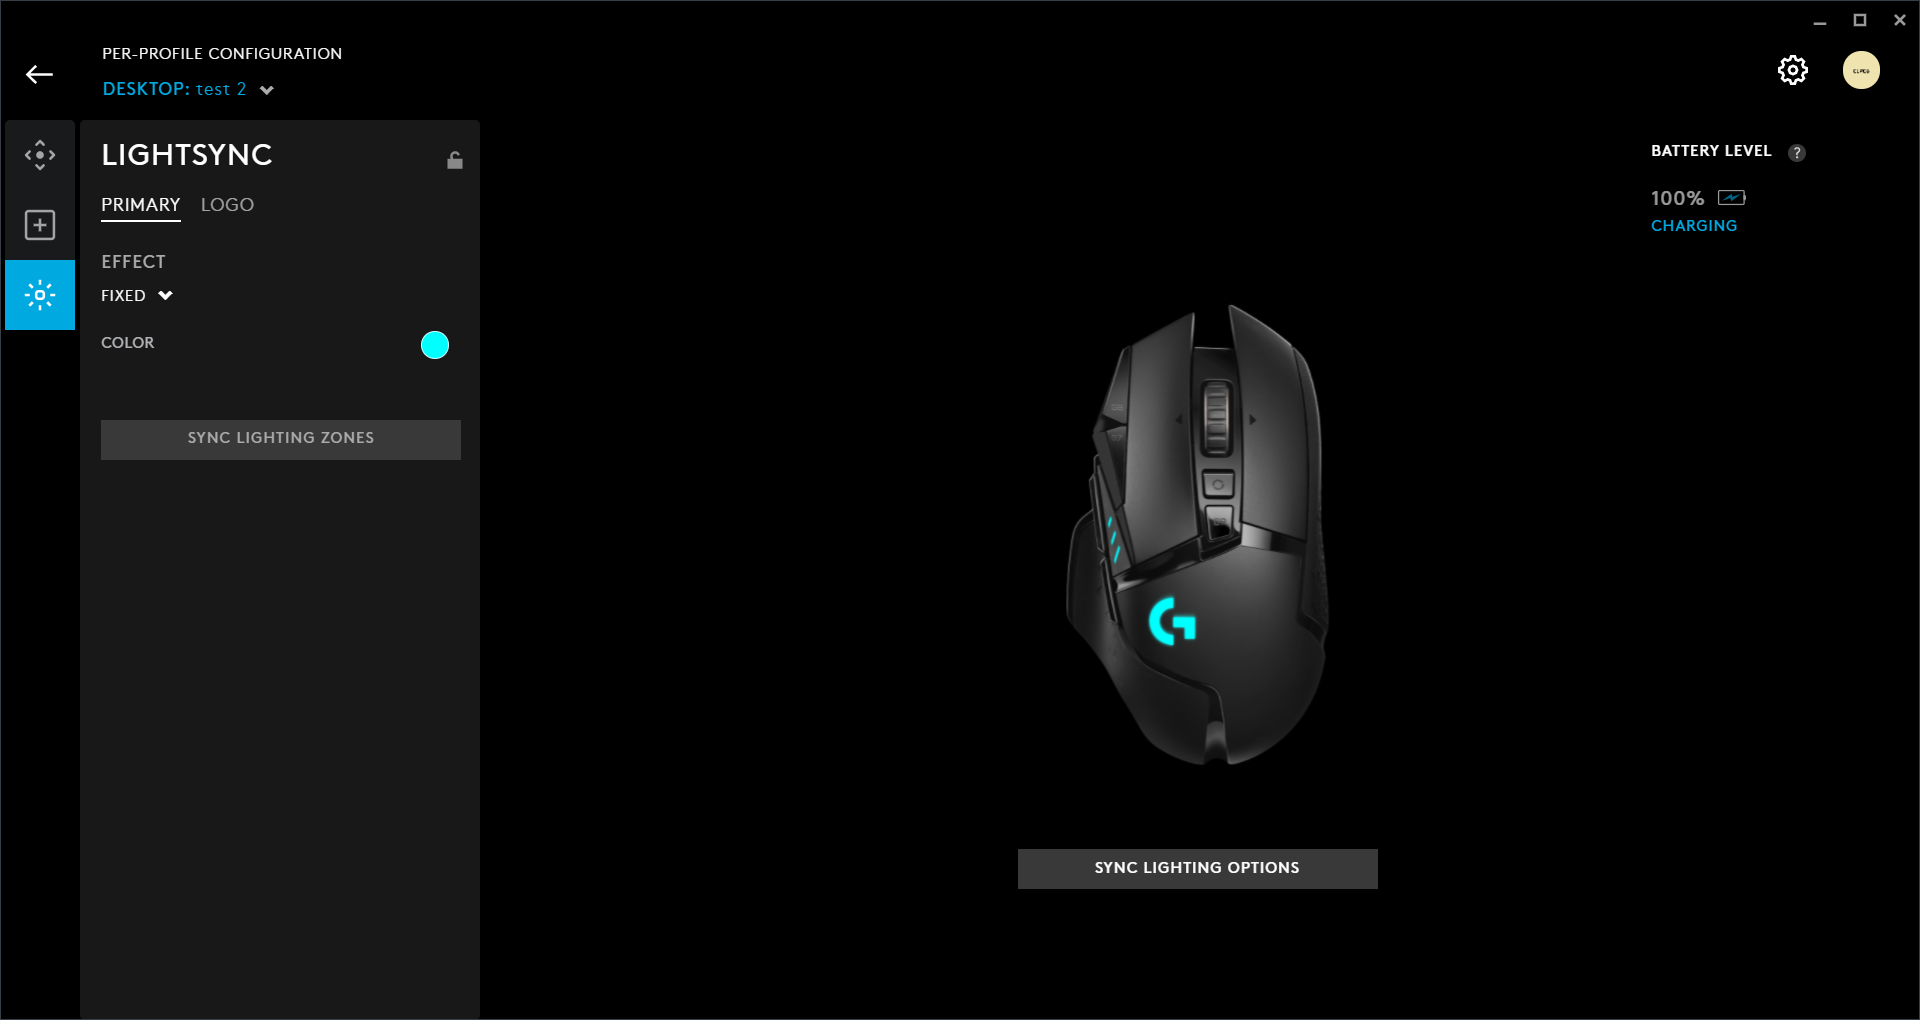 PER-PROFILE CONFIGURATION
DESKTOP: test 2
LIGHTSYNC
PRIMARY LOGO
EFFECT
FIXED
COLOR
SYNC LIGHTING ZONES
BATTERY LEVEL ?
100%
CHARGING
G
SYNC LIGHTING OPTIONS